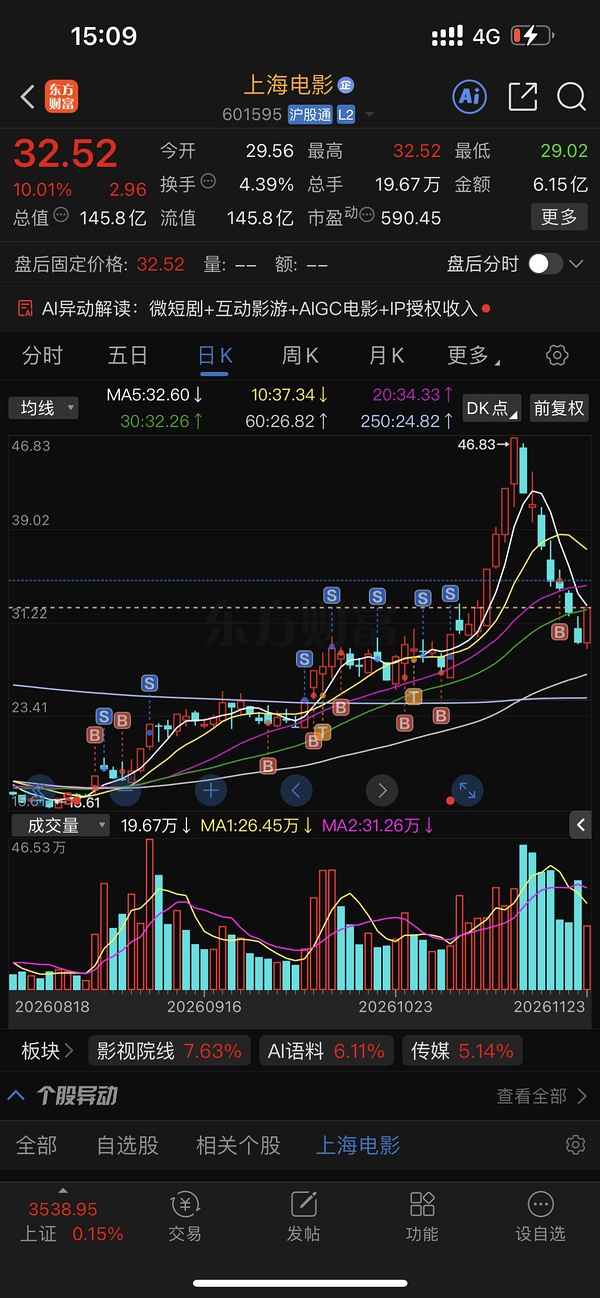 15:09 4G
东方财富 上海电影 企 Ai
601595 沪股通 L2
32.52 今开 29.56 最高 32.52 最低 29.02
10.01% 2.96 换手 4.39% 总手 19.67万 金额 6.15亿
总值 145.8亿 流值 145.8亿 市盈动 590.45 更多
盘后固定价格: 32.52 量: -- 额: -- 盘后分时
AI异动解读：微短剧+互动影游+AIGC电影+IP授权收入
分时 五日 日K 周K 月K 更多
均线 MA5:32.60↓ 10:37.34↓ 20:34.33↑ DK点 前复权
30:32.26↑ 60:26.82↑ 250:24.82↑
46.83 46.83→
39.02
S S S S
31.22 东方财富
B
S
S
23.41 T
S B B
B B B
T
B
B
←15.61
成交量 19.67万↓ MA1:26.45万↓ MA2:31.26万↓
46.53万
20260818 20260916 20261023 20261123
板块 影视院线 7.63% AI语料 6.11% 传媒 5.14%
个股异动 查看全部
全部 自选股 相关个股 上海电影
3538.95
上证 0.15% 交易 发帖 功能 设自选